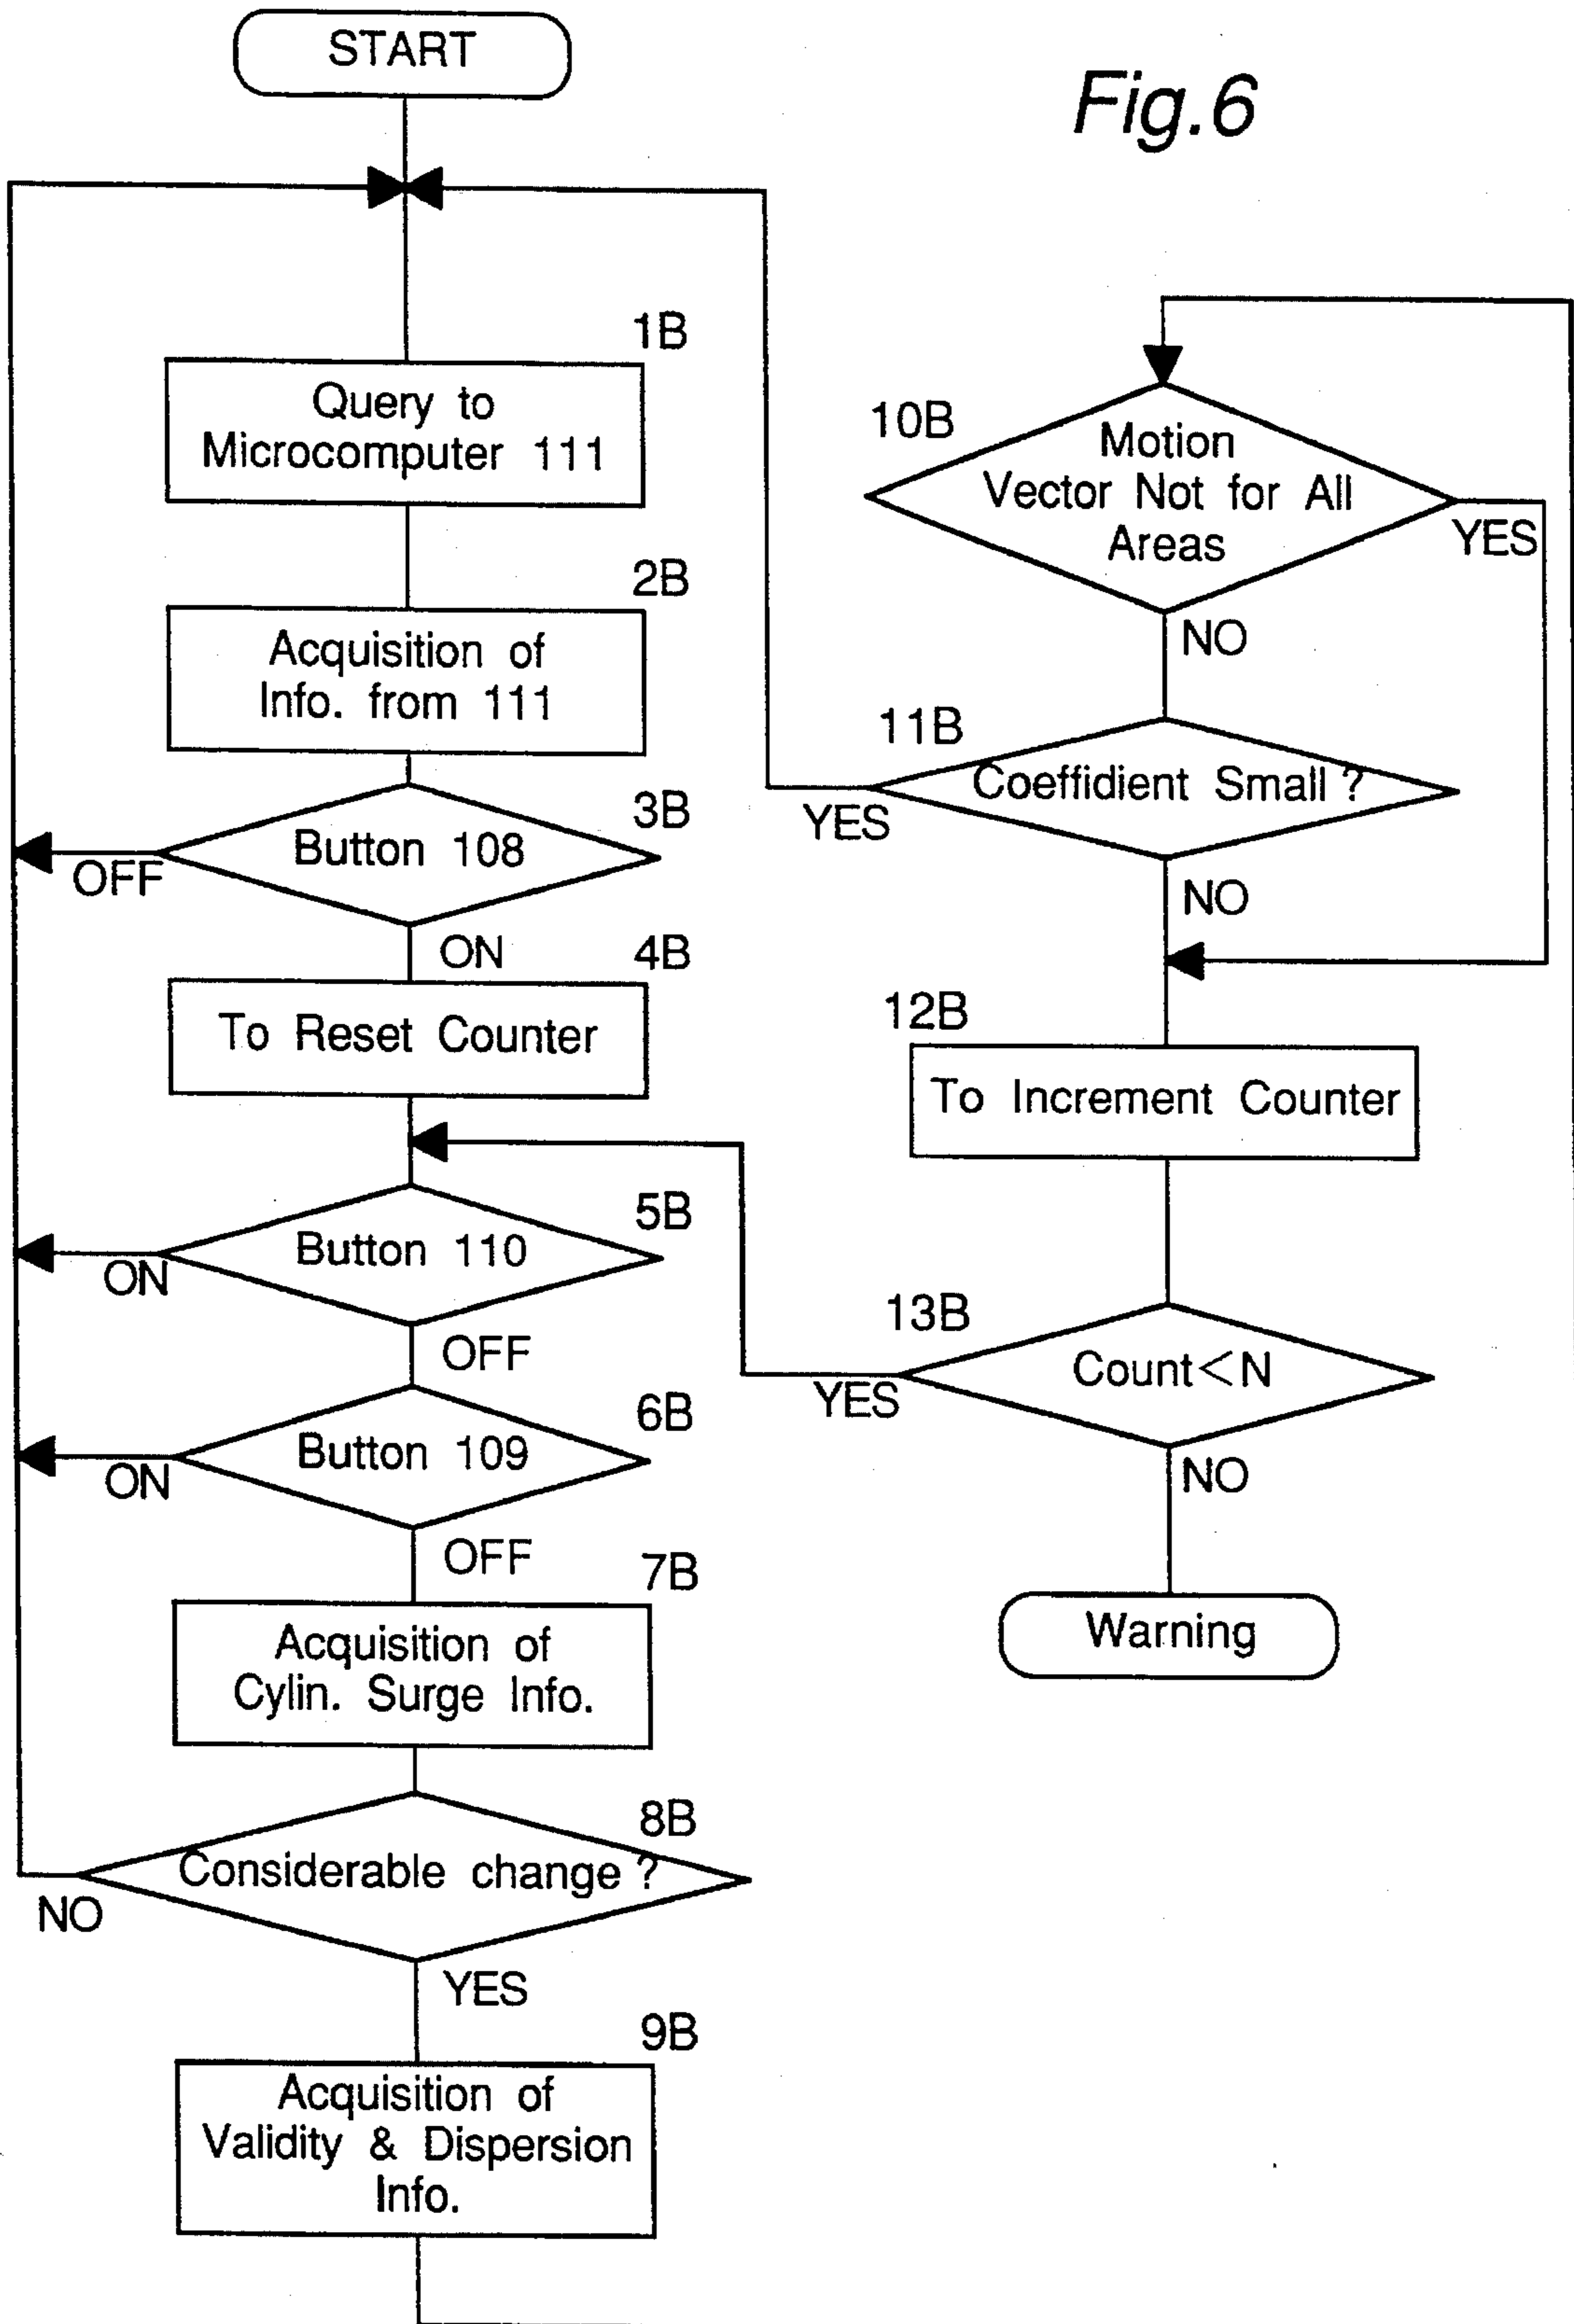 START
Fig.6
1B
Query to
Microcomputer 111
2B
Acquisition of
Info. from 111
3B
Button 108
OFF
ON
4B
To Reset Counter
5B
Button 110
ON
OFF
6B
Button 109
ON
OFF
7B
Acquisition of
Cylin. Surge Info.
8B
Considerable change ?
NO
YES
9B
Acquisition of
Validity & Dispersion
Info.
10B
Motion
Vector Not for All
Areas
YES
NO
11B
Coeffidient Small ?
YES
NO
12B
To Increment Counter
13B
Count<N
YES
NO
Warning